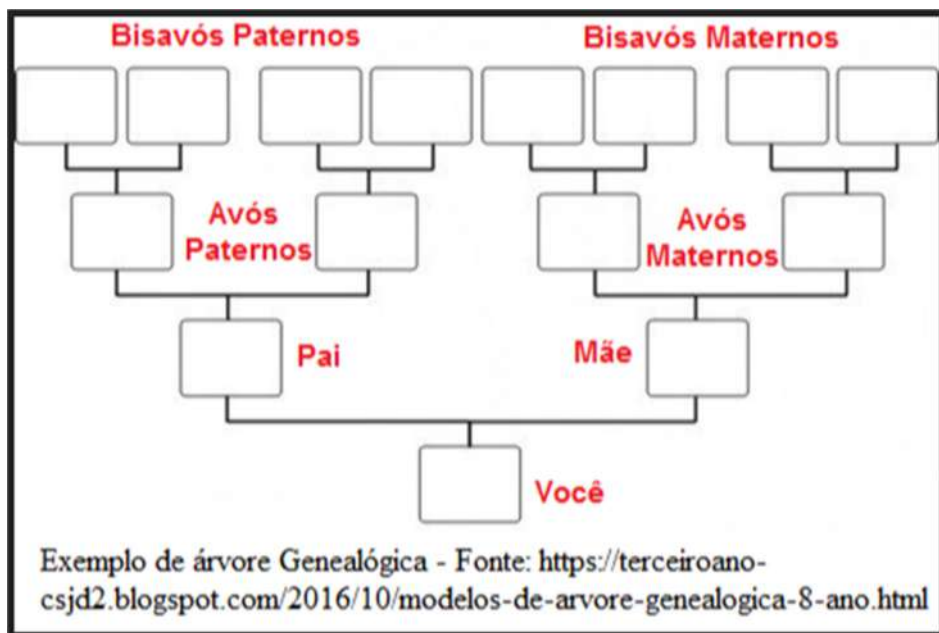 Bisavós Paternos
Bisavós Maternos
Avós
Paternos
Avós
Maternos
Pai
Mãe
Você
Exemplo de árvore Genealógica - Fonte: https://terceiroano-
csjd2.blogspot.com/2016/10/modelos-de-arvore-genealogica-8-ano.html